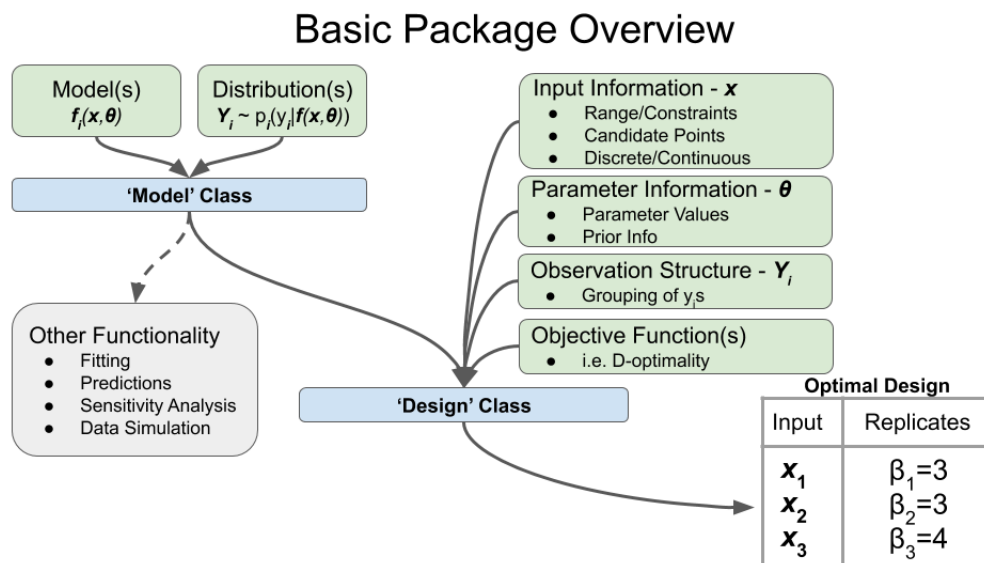 Basic Package Overview
Model(s)
fᵢ(x,θ)
Distribution(s)
Yᵢ ~ pᵢ(yᵢ|f(x,θ))
‘Model’ Class
Other Functionality
● Fitting
● Predictions
● Sensitivity Analysis
● Data Simulation
Input Information - x
● Range/Constraints
● Candidate Points
● Discrete/Continuous
Parameter Information - θ
● Parameter Values
● Prior Info
Observation Structure - Yᵢ
● Grouping of yᵢs
Objective Function(s)
● i.e. D-optimality
‘Design’ Class
Optimal Design
Input Replicates
x₁ β₁=3
x₂ β₂=3
x₃ β₃=4